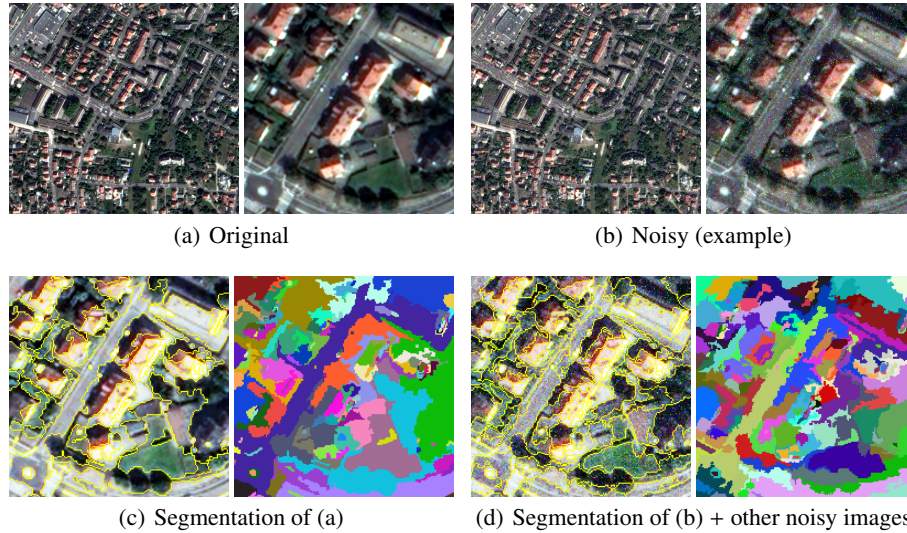 (a) Original
(b) Noisy (example)
(c) Segmentation of (a)
(d) Segmentation of (b) + other noisy images